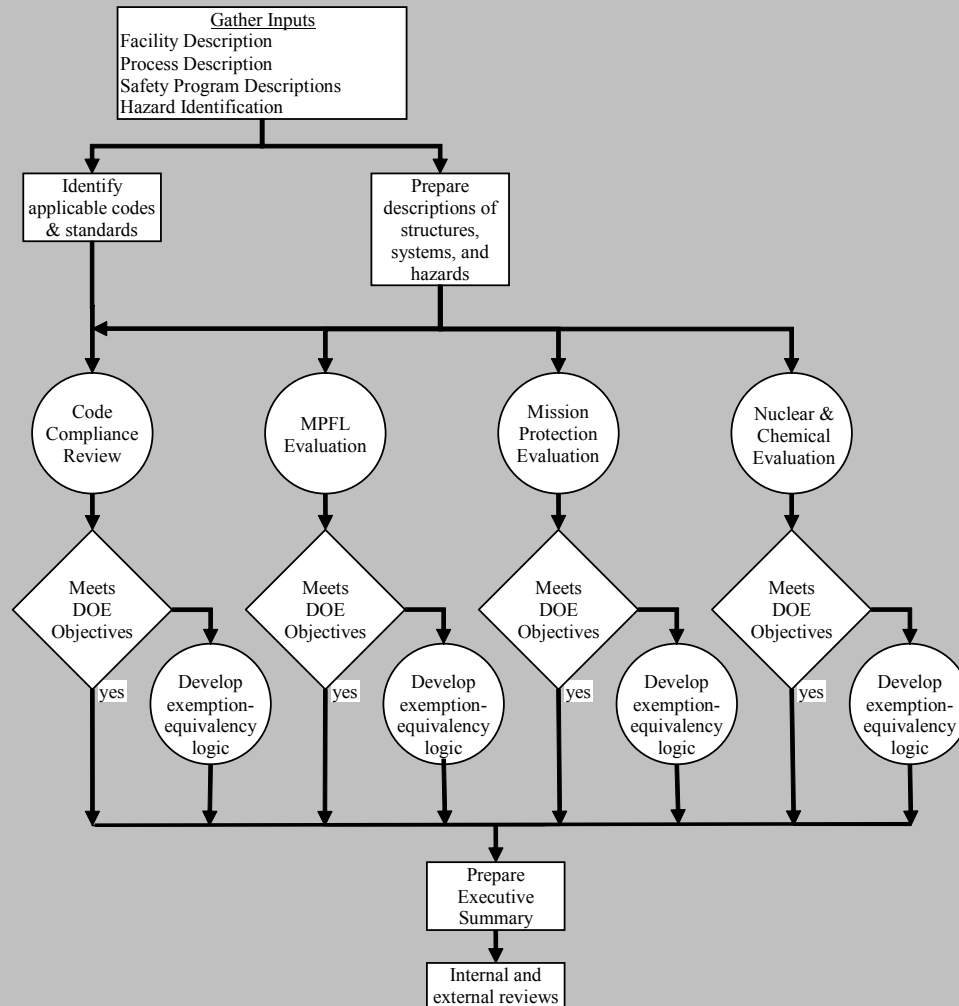 Gather Inputs
Facility Description
Process Description
Safety Program Descriptions
Hazard Identification
Identify
applicable codes
& standards
Prepare
descriptions of
structures,
systems, and
hazards
Code
Compliance
Review
MPFL
Evaluation
Mission
Protection
Evaluation
Nuclear &
Chemical
Evaluation
Meets
DOE
Objectives
Meets
DOE
Objectives
Meets
DOE
Objectives
Meets
DOE
Objectives
yes
Develop
exemption-
equivalency
logic
yes
Develop
exemption-
equivalency
logic
yes
Develop
exemption-
equivalency
logic
yes
Develop
exemption-
equivalency
logic
Prepare
Executive
Summary
Internal and
external reviews